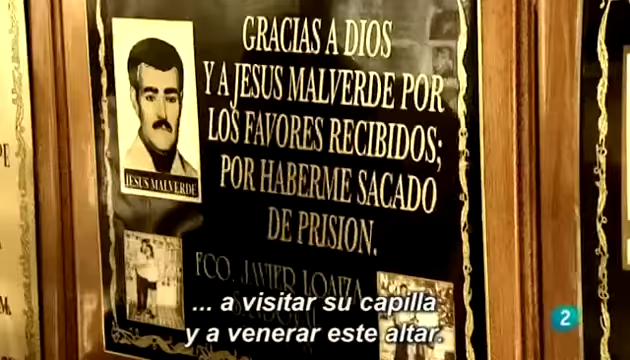 GRACIAS A DIOS
Y A JESUS MALVERDE POR
LOS FAVORES RECIBIDOS;
POR HABERME SACADO
DE PRISION.
FCO. JAVIER LOAIZA
JESUS MALVERDE
... a visitar su capilla
y a venerar este altar.
2